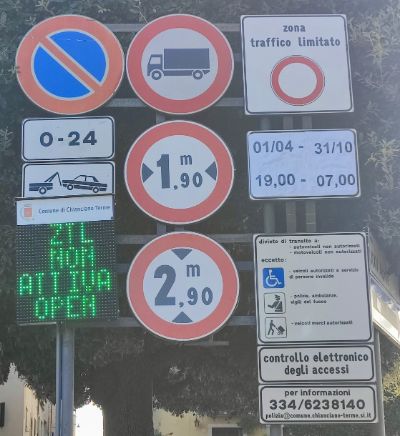 zona
traffico limitato
0-24
1 m ,90
01/04 - 31/10
19,00 - 07,00
Comune di Chianciano Terme
ZTL
NON
ATTIVA
OPEN
2 m ,90
divieto di transito a:
- autoveicoli non autorizzati
- motoveicoli non autorizzati
eccetto:
- veicoli autorizzati a servizio
di persone invalide
- polizia, ambulanze,
vigili del fuoco
- veicoli merci autorizzati
controllo elettronico
degli accessi
per informazioni
334/6238140
polizia@comune.chianciano-terme.si.it